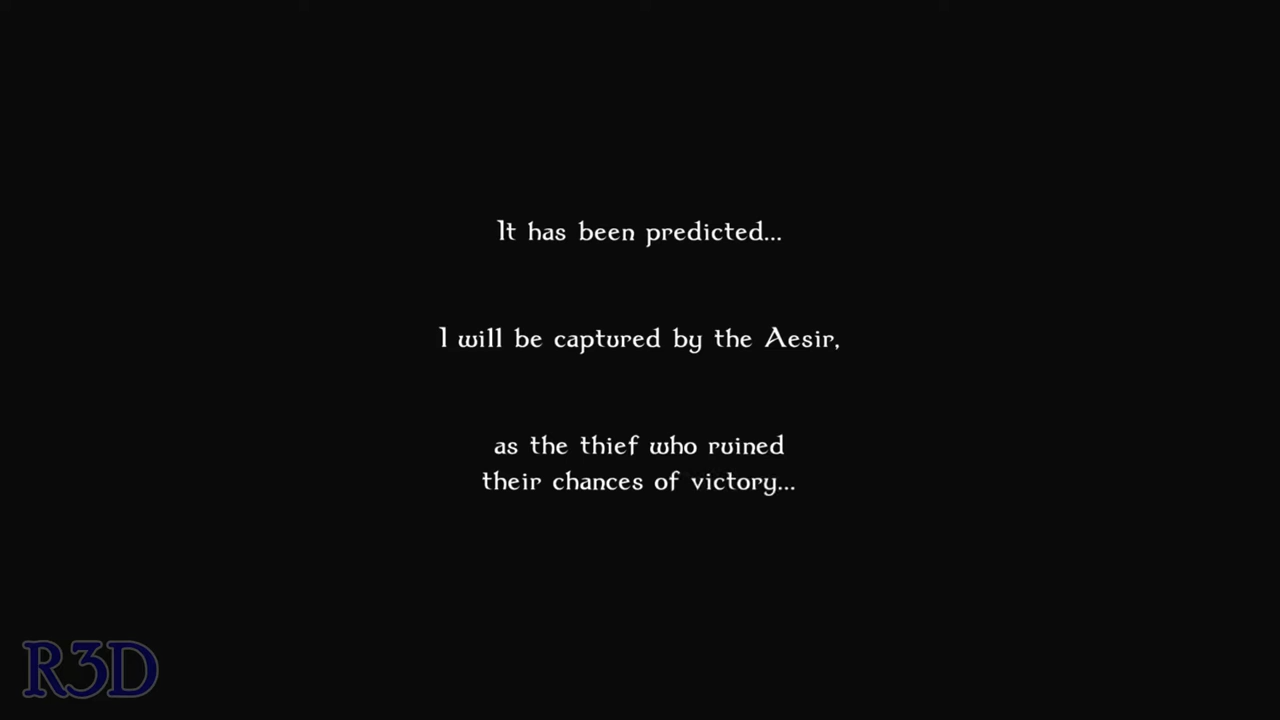 It has been predicted...
I will be captured by the Aesir,
as the thief who ruined
their chances of victory...
R3D